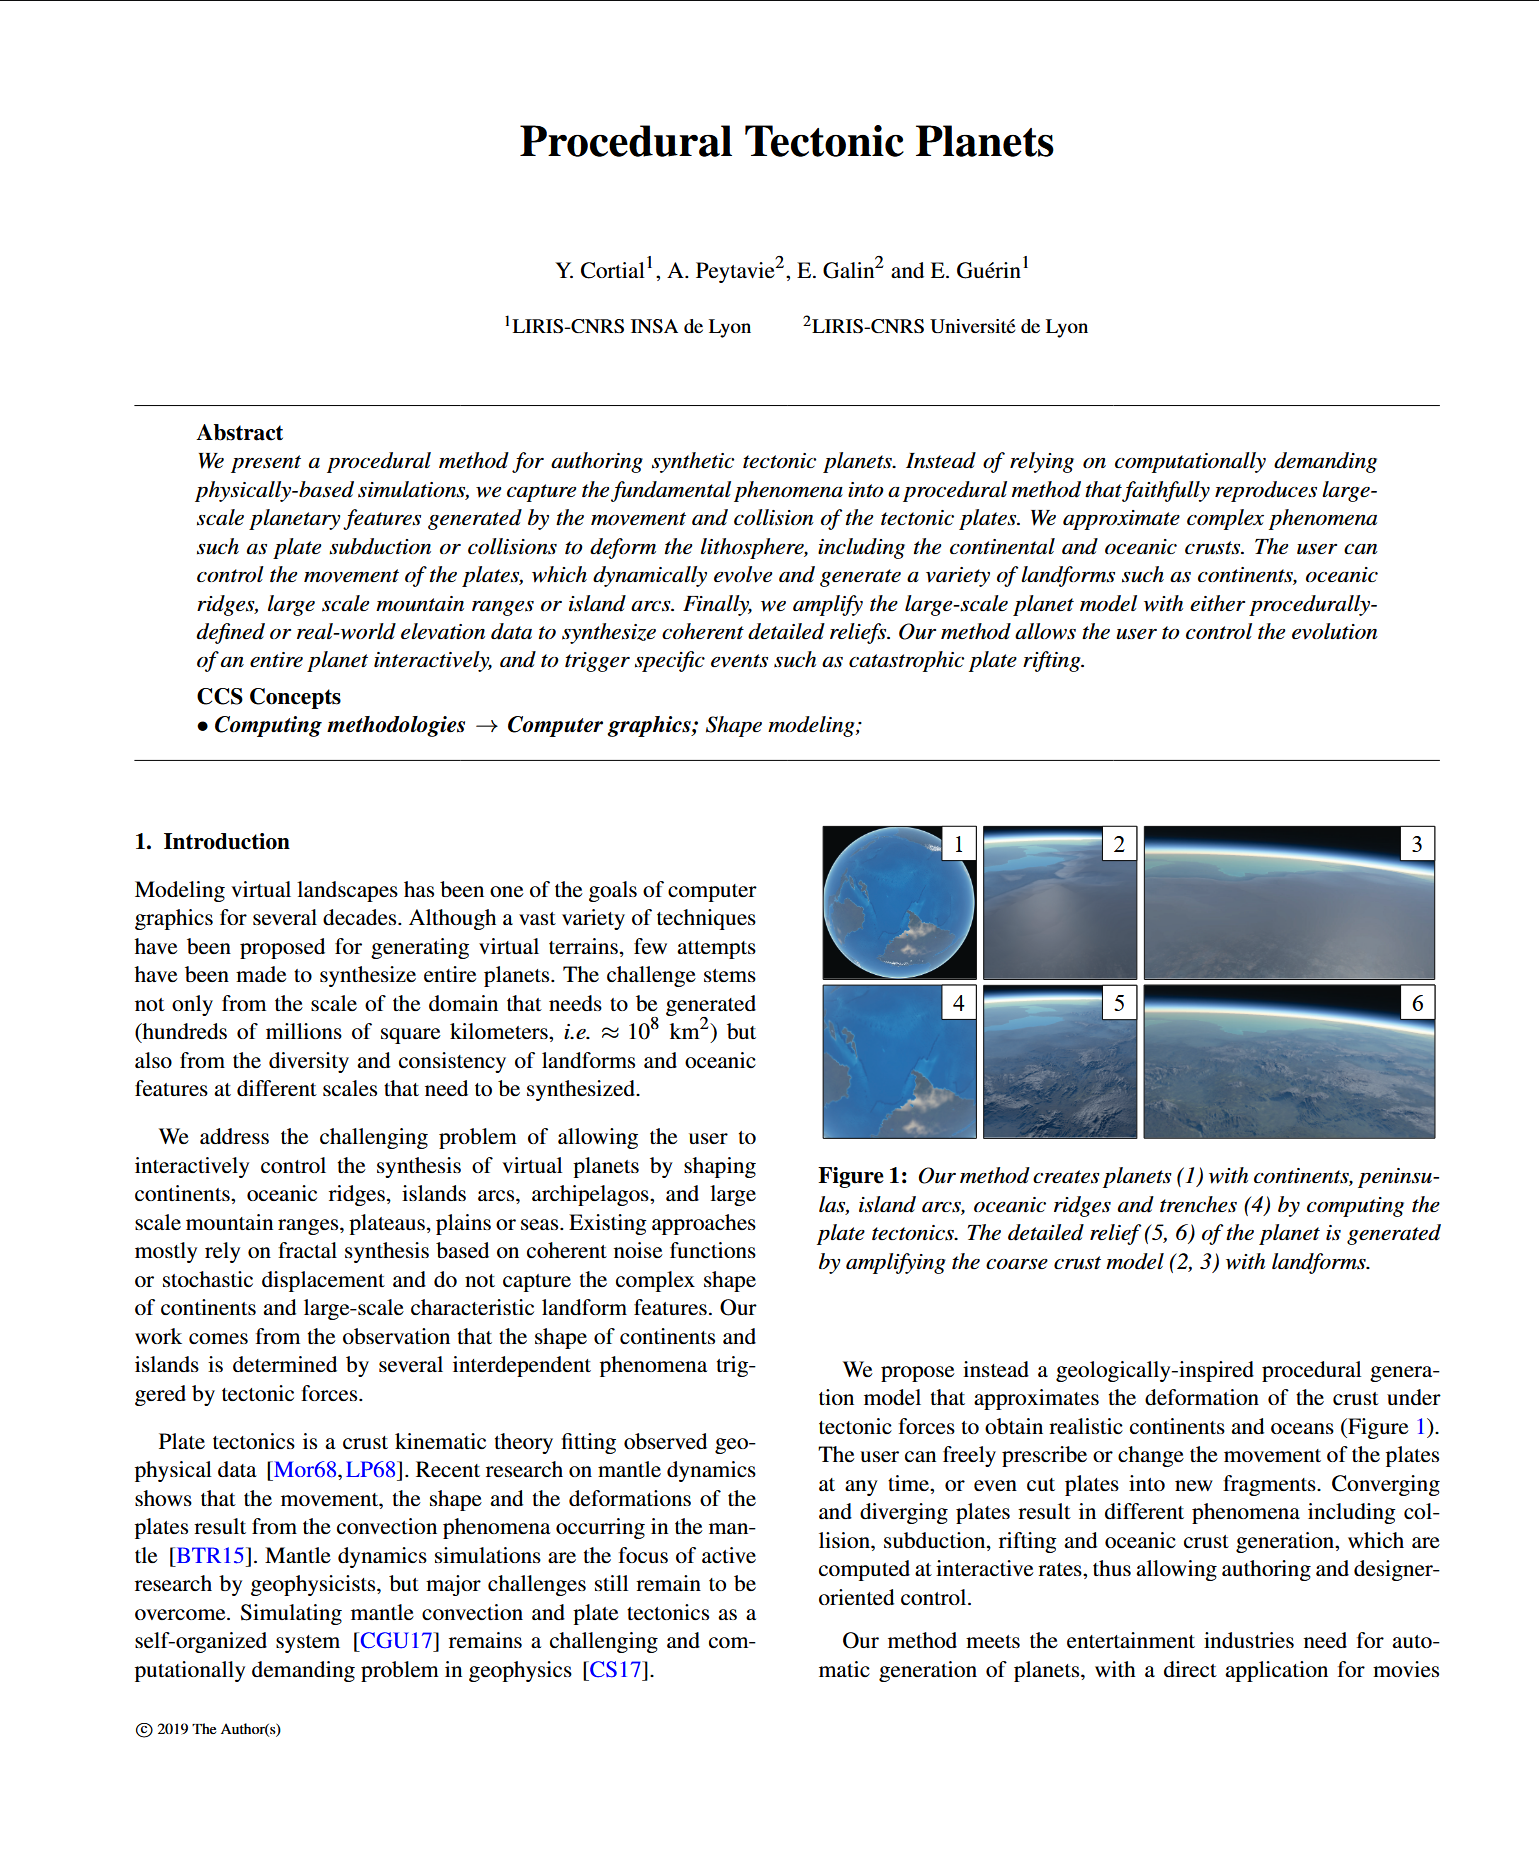 Procedural Tectonic Planets
Y. Cortial1, A. Peytavie2, E. Galin2 and E. Guérin1
1LIRIS-CNRS INSA de Lyon 2LIRIS-CNRS Université de Lyon
Abstract
We present a procedural method for authoring synthetic tectonic planets. Instead of relying on computationally demanding
physically-based simulations, we capture the fundamental phenomena into a procedural method that faithfully reproduces large-
scale planetary features generated by the movement and collision of the tectonic plates. We approximate complex phenomena
such as plate subduction or collisions to deform the lithosphere, including the continental and oceanic crusts. The user can
control the movement of the plates, which dynamically evolve and generate a variety of landforms such as continents, oceanic
ridges, large scale mountain ranges or island arcs. Finally, we amplify the large-scale planet model with either procedurally-
defined or real-world elevation data to synthesize coherent detailed reliefs. Our method allows the user to control the evolution
of an entire planet interactively, and to trigger specific events such as catastrophic plate rifting.
CCS Concepts
• Computing methodologies → Computer graphics; Shape modeling;
1. Introduction
Modeling virtual landscapes has been one of the goals of computer
graphics for several decades. Although a vast variety of techniques
have been proposed for generating virtual terrains, few attempts
have been made to synthesize entire planets. The challenge stems
not only from the scale of the domain that needs to be generated
(hundreds of millions of square kilometers, i.e. ≈ 10⁸ km²) but
also from the diversity and consistency of landforms and oceanic
features at different scales that need to be synthesized.
We address the challenging problem of allowing the user to
interactively control the synthesis of virtual planets by shaping
continents, oceanic ridges, islands arcs, archipelagos, and large
scale mountain ranges, plateaus, plains or seas. Existing approaches
mostly rely on fractal synthesis based on coherent noise functions
or stochastic displacement and do not capture the complex shape
of continents and large-scale characteristic landform features. Our
work comes from the observation that the shape of continents and
islands is determined by several interdependent phenomena trig-
gered by tectonic forces.
Plate tectonics is a crust kinematic theory fitting observed geo-
physical data [Mor68, LP68]. Recent research on mantle dynamics
shows that the movement, the shape and the deformations of the
plates result from the convection phenomena occurring in the man-
tle [BTR15]. Mantle dynamics simulations are the focus of active
research by geophysicists, but major challenges still remain to be
overcome. Simulating mantle convection and plate tectonics as a
self-organized system [CGU17] remains a challenging and com-
putationally demanding problem in geophysics [CS17].
1
2
3
4
5
6
Figure 1: Our method creates planets (1) with continents, peninsu-
las, island arcs, oceanic ridges and trenches (4) by computing the
plate tectonics. The detailed relief (5, 6) of the planet is generated
by amplifying the coarse crust model (2, 3) with landforms.
We propose instead a geologically-inspired procedural genera-
tion model that approximates the deformation of the crust under
tectonic forces to obtain realistic continents and oceans (Figure 1).
The user can freely prescribe or change the movement of the plates
at any time, or even cut plates into new fragments. Converging
and diverging plates result in different phenomena including col-
lision, subduction, rifting and oceanic crust generation, which are
computed at interactive rates, thus allowing authoring and designer-
oriented control.
Our method meets the entertainment industries need for auto-
matic generation of planets, with a direct application for movies
© 2019 The Author(s)